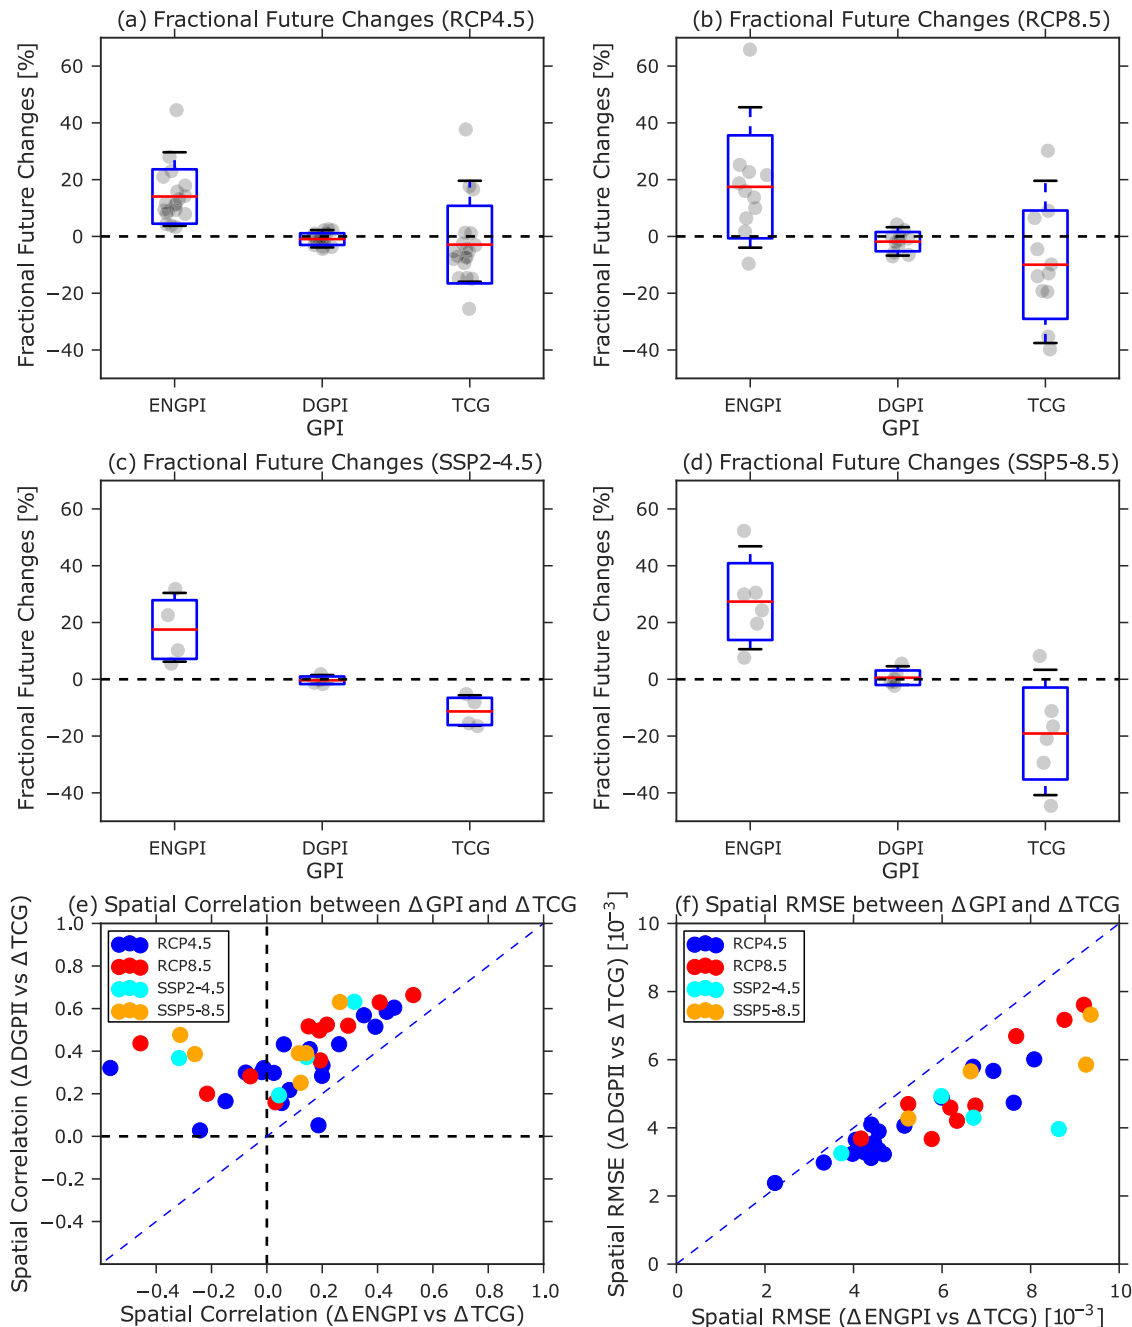 (a) Fractional Future Changes (RCP4.5)
Fractional Future Changes [%]
60
40
20
0
−20
−40
ENGPI DGPI TCG
GPI
(b) Fractional Future Changes (RCP8.5)
Fractional Future Changes [%]
60
40
20
0
−20
−40
ENGPI DGPI TCG
GPI
(c) Fractional Future Changes (SSP2-4.5)
Fractional Future Changes [%]
60
40
20
0
−20
−40
ENGPI DGPI TCG
GPI
(d) Fractional Future Changes (SSP5-8.5)
Fractional Future Changes [%]
60
40
20
0
−20
−40
ENGPI DGPI TCG
GPI
(e) Spatial Correlation between ΔGPI and ΔTCG
Spatial Correlatoin (ΔDGPII vs ΔTCG)
1.0
0.8
0.6
0.4
0.2
0.0
−0.2
−0.4
RCP4.5
RCP8.5
SSP2-4.5
SSP5-8.5
−0.4 −0.2 0.0 0.2 0.4 0.6 0.8 1.0
Spatial Correlation (ΔENGPI vs ΔTCG)
(f) Spatial RMSE between ΔGPI and ΔTCG
Spatial RMSE (ΔDGPII vs ΔTCG) [10⁻³]
10
8
6
4
2
0
RCP4.5
RCP8.5
SSP2-4.5
SSP5-8.5
0 2 4 6 8 10
Spatial RMSE (ΔENGPI vs ΔTCG) [10⁻³]